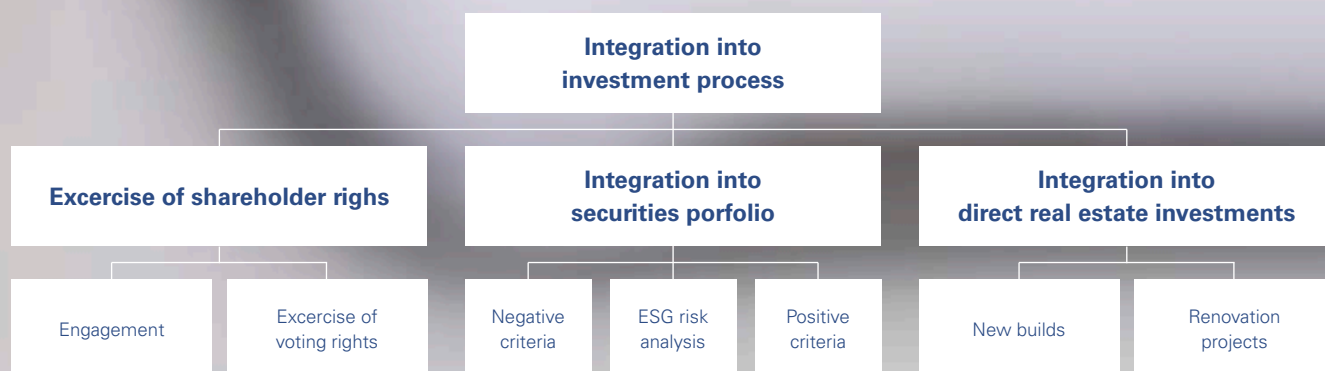 Integration into
investment process
Excercise of shareholder righs
Integration into
securities porfolio
Integration into
direct real estate investments
Engagement
Excercise of
voting rights
Negative
criteria
ESG risk
analysis
Positive
criteria
New builds
Renovation
projects